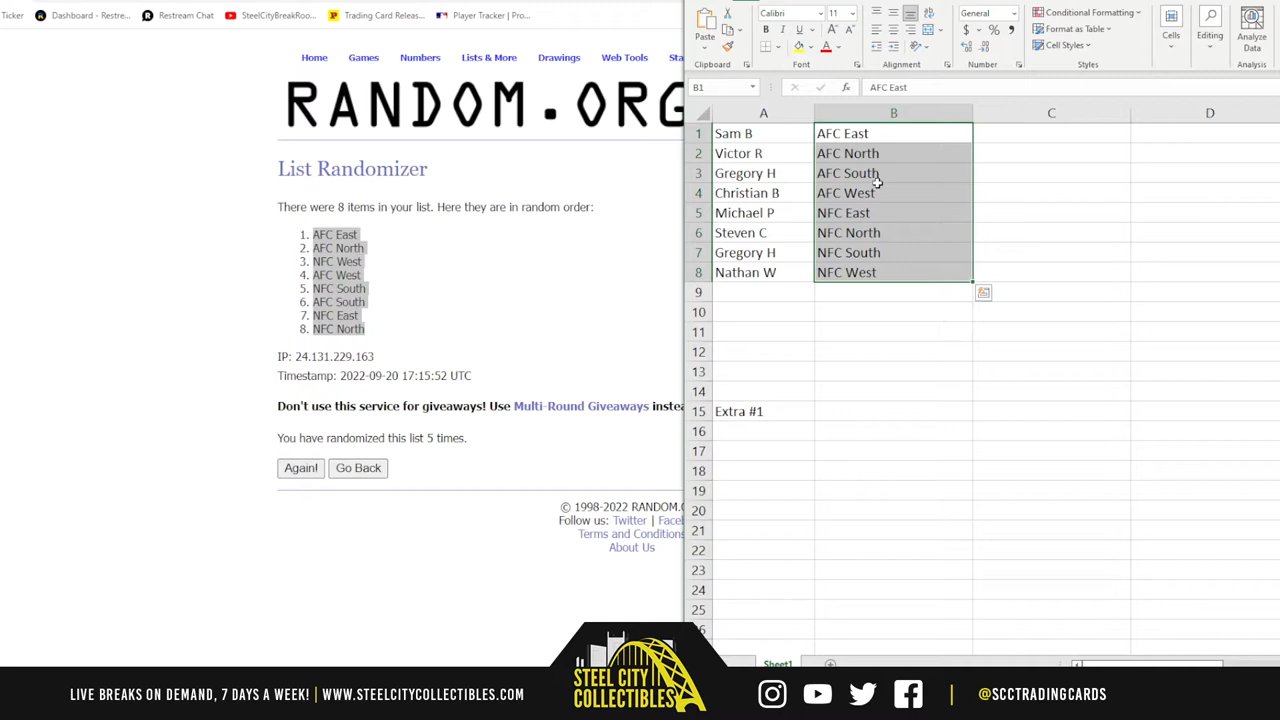 Ticker Dashboard - Restre... Restream Chat SteelCityBreakRoo... Trading Card Releas... Player Tracker | Pro...
Home Games Numbers Lists & More Drawings Web Tools Sta
RANDOM.ORG
List Randomizer
There were 8 items in your list. Here they are in random order:
1. AFC East
2. AFC North
3. NFC West
4. AFC West
5. NFC South
6. AFC South
7. NFC East
8. NFC North
IP: 24.131.229.163
Timestamp: 2022-09-20 17:15:52 UTC
Don't use this service for giveaways! Use Multi-Round Giveaways instea
You have randomized this list 5 times.
Again! Go Back
© 1998-2022 RANDOM.O
Follow us: Twitter | Face
Terms and Condition
About Us
Paste
Clipboard
Calibri 11
B I U A A
Font
Alignment
General
$ % 9
Number
Conditional Formatting
Format as Table
Cell Styles
Styles
Cells
Editing
Analyze
Data
Analysis
B1 fx AFC East
A B C D
1 Sam B AFC East
2 Victor R AFC North
3 Gregory H AFC South
4 Christian B AFC West
5 Michael P NFC East
6 Steven C NFC North
7 Gregory H NFC South
8 Nathan W NFC West
9
10
11
12
13
14
15 Extra #1
16
17
18
19
20
21
22
23
24
25
Sheet1
LIVE BREAKS ON DEMAND, 7 DAYS A WEEK! | WWW.STEELCITYCOLLECTIBLES.COM
STEEL CITY
COLLECTIBLES
@SCCTRADINGCARDS